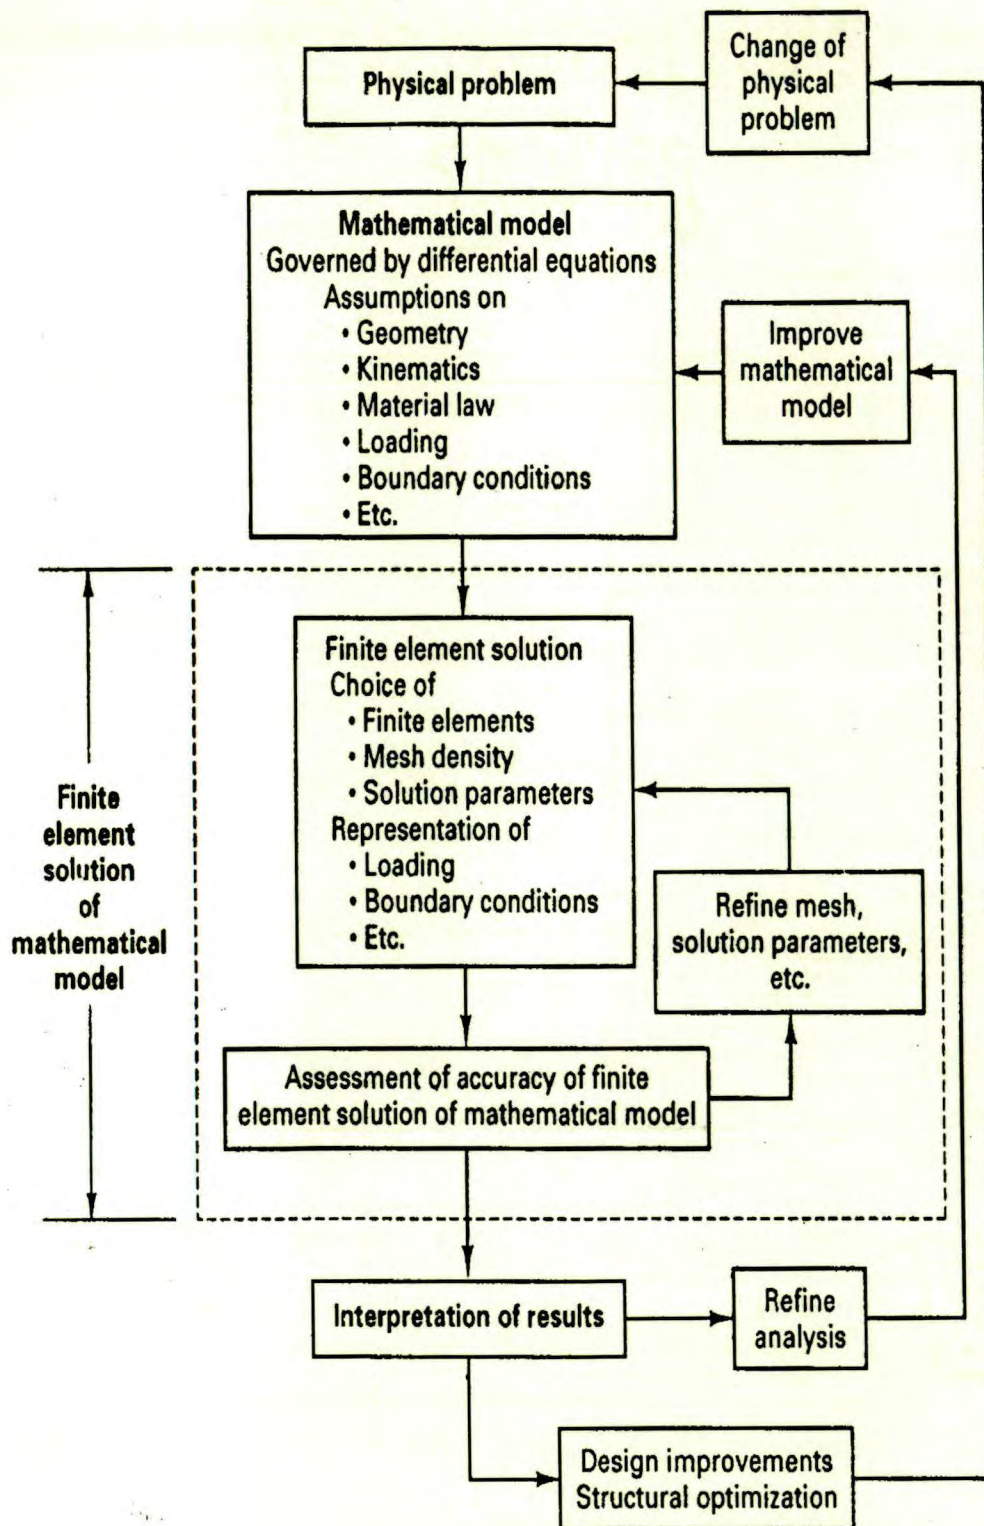 Physical problem
Change of
physical
problem
Mathematical model
Governed by differential equations
Assumptions on
• Geometry
• Kinematics
• Material law
• Loading
• Boundary conditions
• Etc.
Improve
mathematical
model
Finite
element
solution
of
mathematical
model
Finite element solution
Choice of
• Finite elements
• Mesh density
• Solution parameters
Representation of
• Loading
• Boundary conditions
• Etc.
Refine mesh,
solution parameters,
etc.
Assessment of accuracy of finite
element solution of mathematical model
Interpretation of results
Refine
analysis
Design improvements
Structural optimization